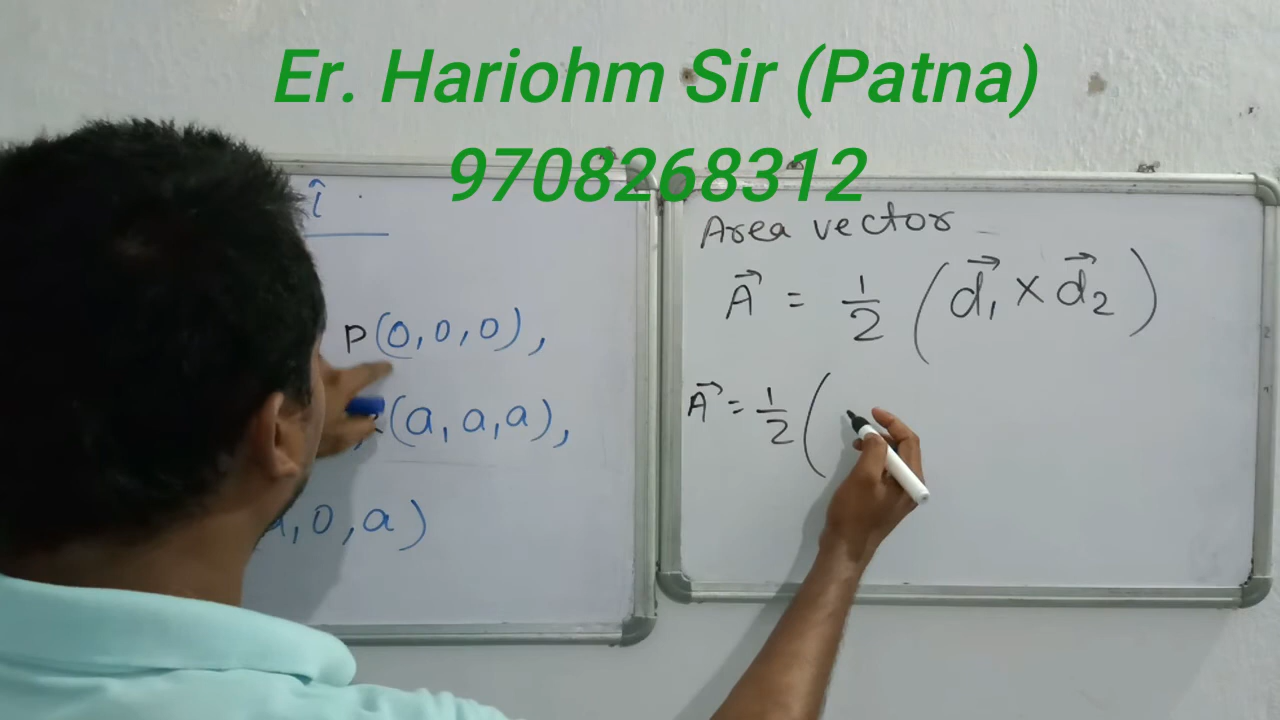 Er. Hariohm Sir (Patna)
9708268312
î
P(0,0,0),
(a,a,a),
,0,a)
Area vector
A⃗ = 1/2 (d⃗₁ × d⃗₂)
A⃗ = 1/2 (